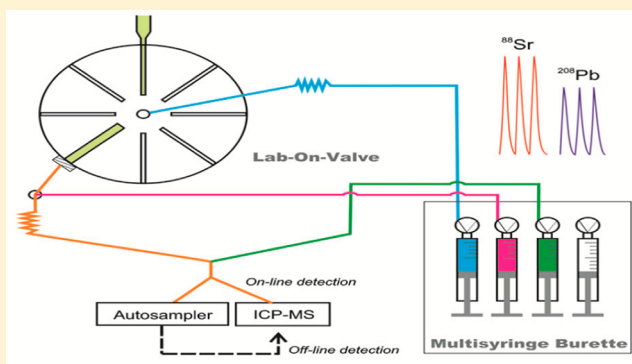 ⁸⁸Sr
²⁰⁸Pb
Lab-On-Valve
On-line detection
Autosampler
ICP-MS
Off-line detection
Multisyringe Burette